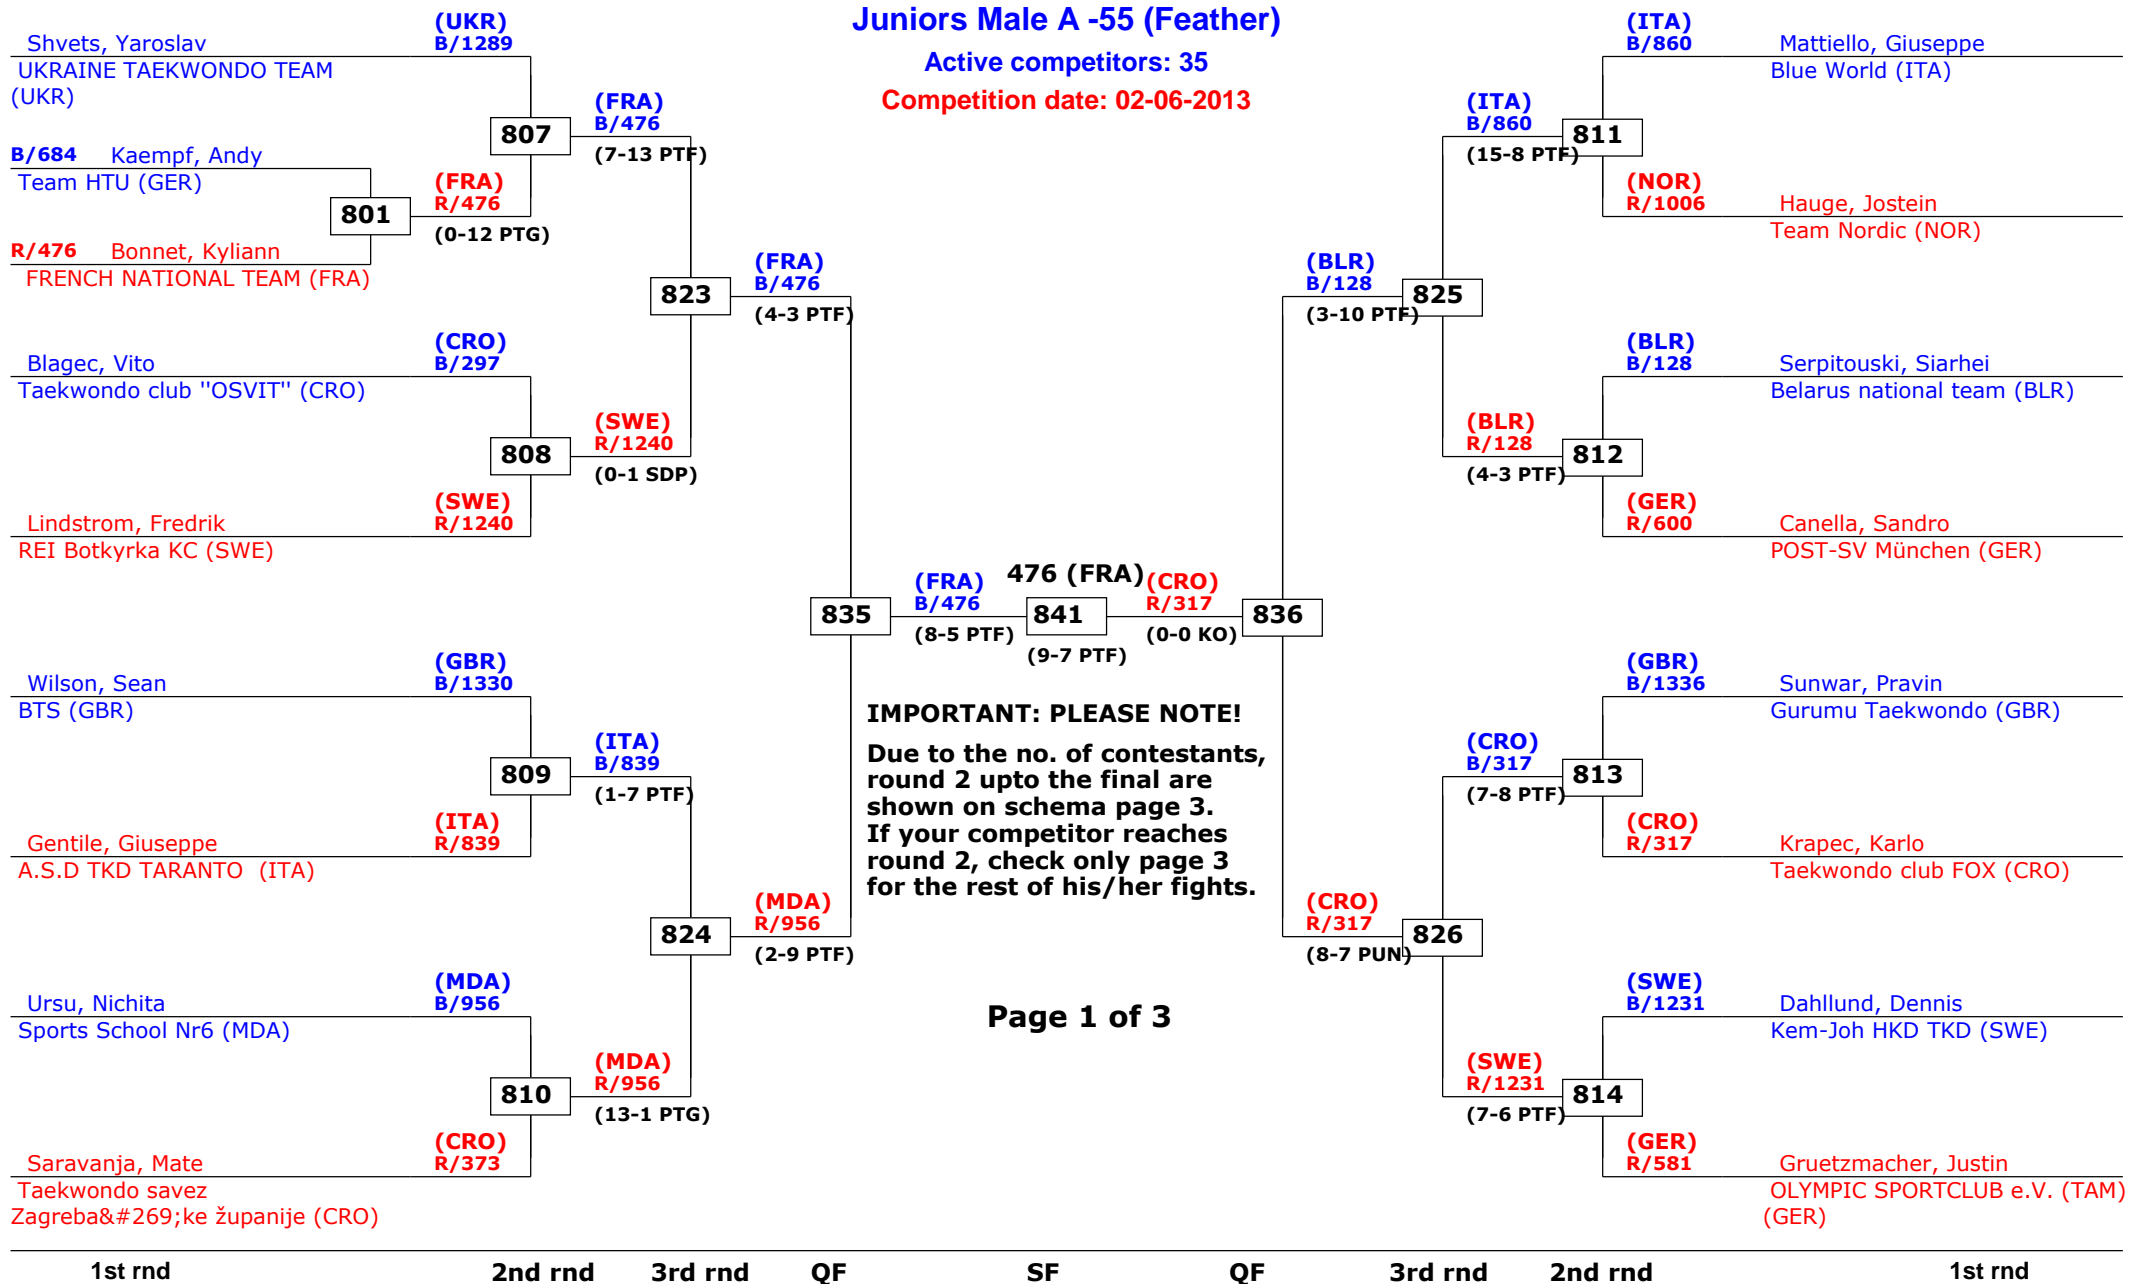 Juniors Male A -55 (Feather)
Active competitors: 35
Competition date: 02-06-2013
(UKR)
B/1289
Shvets, Yaroslav
UKRAINE TAEKWONDO TEAM
(UKR)
807
(FRA)
B/476
(7-13 PTF)
B/684 Kaempf, Andy
Team HTU (GER)
801
(FRA)
R/476
(0-12 PTG)
R/476 Bonnet, Kyliann
FRENCH NATIONAL TEAM (FRA)
823
(FRA)
B/476
(4-3 PTF)
(CRO)
B/297
Blagec, Vito
Taekwondo club "OSVIT" (CRO)
808
(SWE)
R/1240
(0-1 SDP)
(SWE)
R/1240
Lindstrom, Fredrik
REI Botkyrka KC (SWE)
835
(FRA)
B/476
(8-5 PTF)
476 (FRA)
841
(9-7 PTF)
(CRO)
R/317
(0-0 KO)
836
(GBR)
B/1330
Wilson, Sean
BTS (GBR)
809
(ITA)
B/839
(1-7 PTF)
(ITA)
R/839
Gentile, Giuseppe
A.S.D TKD TARANTO (ITA)
824
(MDA)
R/956
(2-9 PTF)
(MDA)
B/956
Ursu, Nichita
Sports School Nr6 (MDA)
810
(MDA)
R/956
(13-1 PTG)
(CRO)
R/373
Saravanja, Mate
Taekwondo savez
Zagreba&#269;ke županije (CRO)
IMPORTANT: PLEASE NOTE!
Due to the no. of contestants,
round 2 upto the final are
shown on schema page 3.
If your competitor reaches
round 2, check only page 3
for the rest of his/her fights.
Page 1 of 3
(ITA)
B/860
Mattiello, Giuseppe
Blue World (ITA)
(ITA)
B/860
(15-8 PTF)
811
(NOR)
R/1006
Hauge, Jostein
Team Nordic (NOR)
(BLR)
B/128
(3-10 PTF)
825
(BLR)
B/128
Serpitouski, Siarhei
Belarus national team (BLR)
(BLR)
R/128
(4-3 PTF)
812
(GER)
R/600
Canella, Sandro
POST-SV München (GER)
(GBR)
B/1336
Sunwar, Pravin
Gurumu Taekwondo (GBR)
(CRO)
B/317
(7-8 PTF)
813
(CRO)
R/317
Krapec, Karlo
Taekwondo club FOX (CRO)
(CRO)
R/317
(8-7 PUN)
826
(SWE)
B/1231
Dahllund, Dennis
Kem-Joh HKD TKD (SWE)
(SWE)
R/1231
(7-6 PTF)
814
(GER)
R/581
Gruetzmacher, Justin
OLYMPIC SPORTCLUB e.V. (TAM)
(GER)
1st rnd 2nd rnd 3rd rnd QF SF QF 3rd rnd 2nd rnd 1st rnd